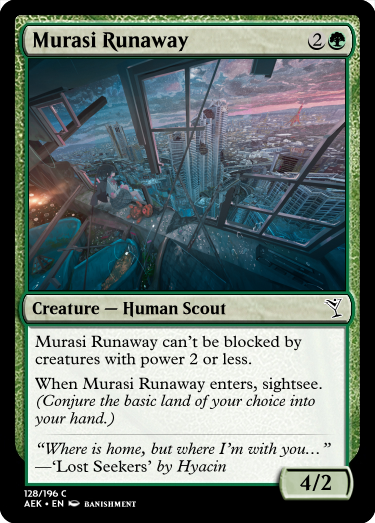 Murasi Runaway 2
Creature — Human Scout
Murasi Runaway can't be blocked by
creatures with power 2 or less.
When Murasi Runaway enters, sightsee.
(Conjure the basic land of your choice into
your hand.)
“Where is home, but where I'm with you…”
—‘Lost Seekers’ by Hyacin
4/2
128/196 C
AEK • EN BANISHMENT